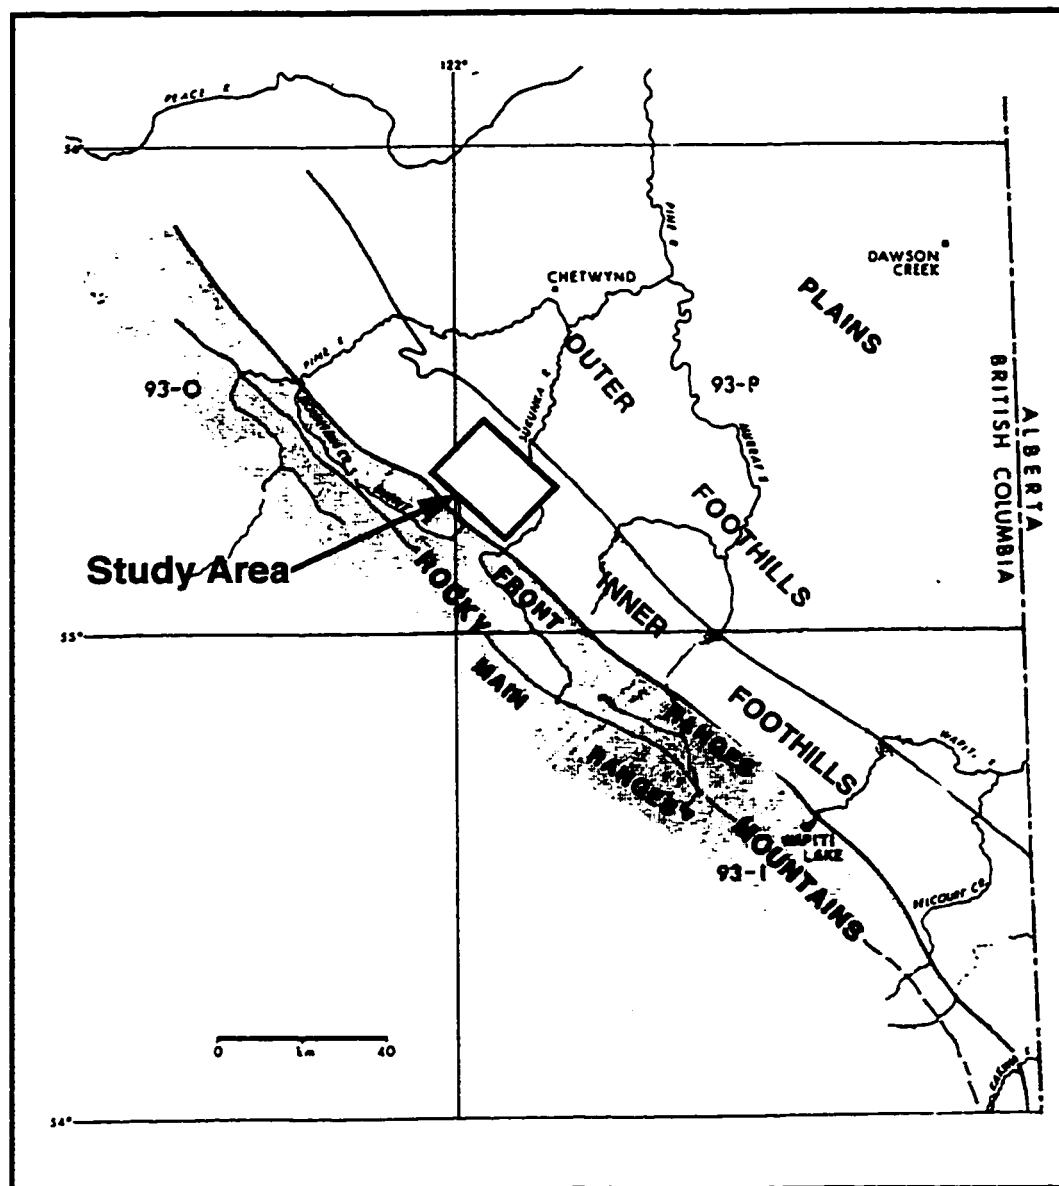 122°
PEACE R
56°
PINE R
DAWSON
CREEK
CHETWYND
PLAINS
OUTER
PINE R
93-O
93-P
SUKUNKA R
BRITISH COLUMBIA
ALBERTA
MURRAY R
FOOTHILLS
Study Area
ROCKY
FRONT
INNER
55°
MAIN
FOOTHILLS
RANGES
WAPITI R
RANGES
MOUNTAINS
WAPITI
LAKE
93-I
0 km 40
54°